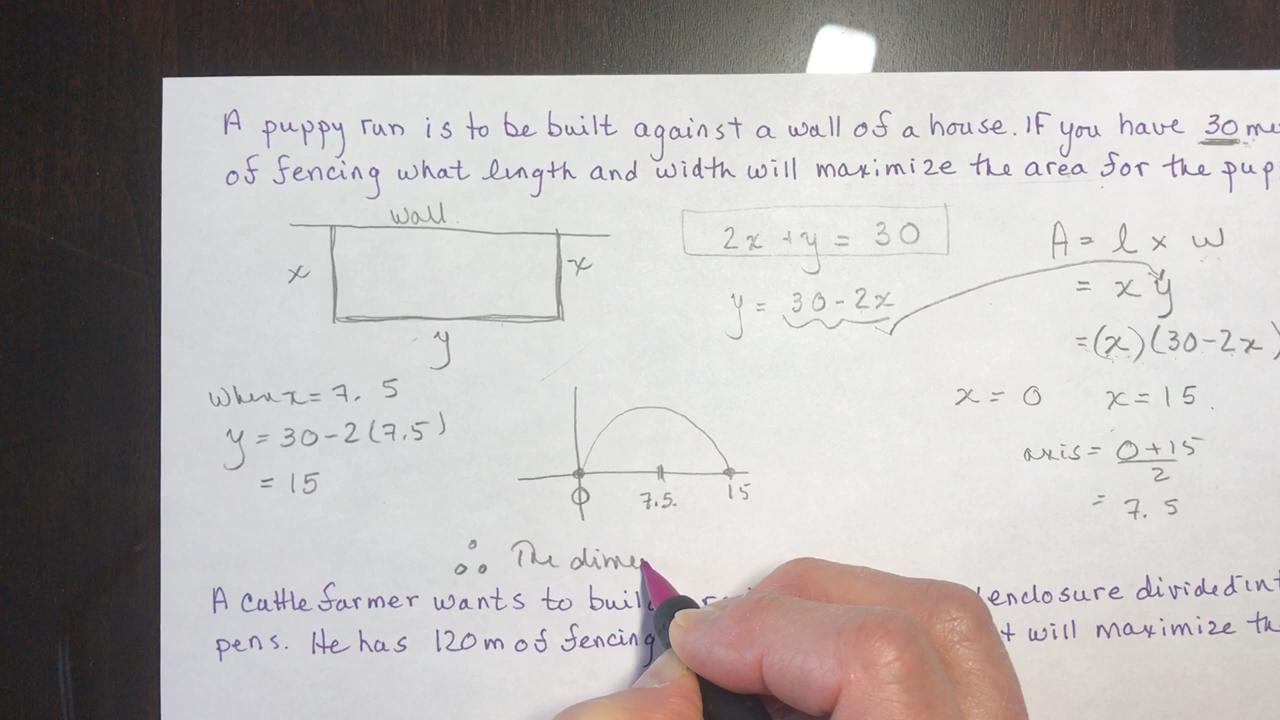 A puppy run is to be built against a wall of a house. If you have 30
of fencing what length and width will maximize the area for the
wall
x
x
y
2x + y = 30
y = 30 - 2x
A = l x w
= x y
= (x)(30 - 2x)
x = 0 x = 15.
axis = 0 + 15
2
= 7.5
When x = 7.5
y = 30 - 2(7.5)
= 15
0 7.5. 15
∴ The dime
A cattle farmer wants to enclosure divided
pens. He has 120m of fencing will maximize